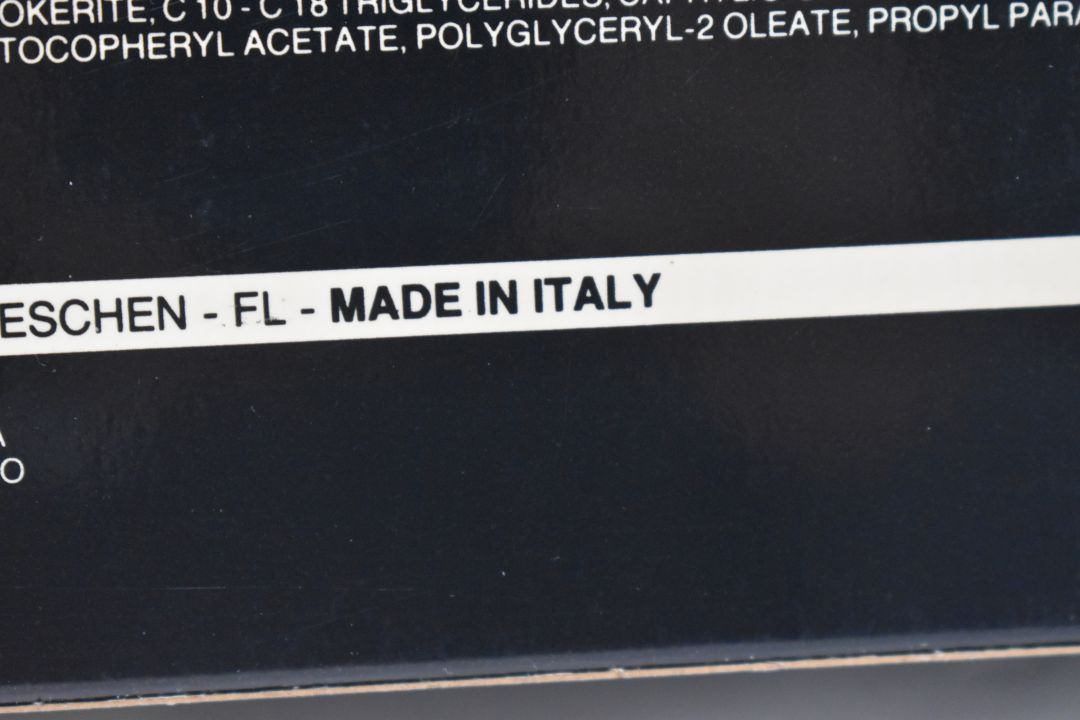 OKERITE, C 10 - C 18 TRIGLYCERIDES,
TOCOPHERYL ACETATE, POLYGLYCERYL-2 OLEATE, PROPYL PARA
ESCHEN - FL - MADE IN ITALY
A
O